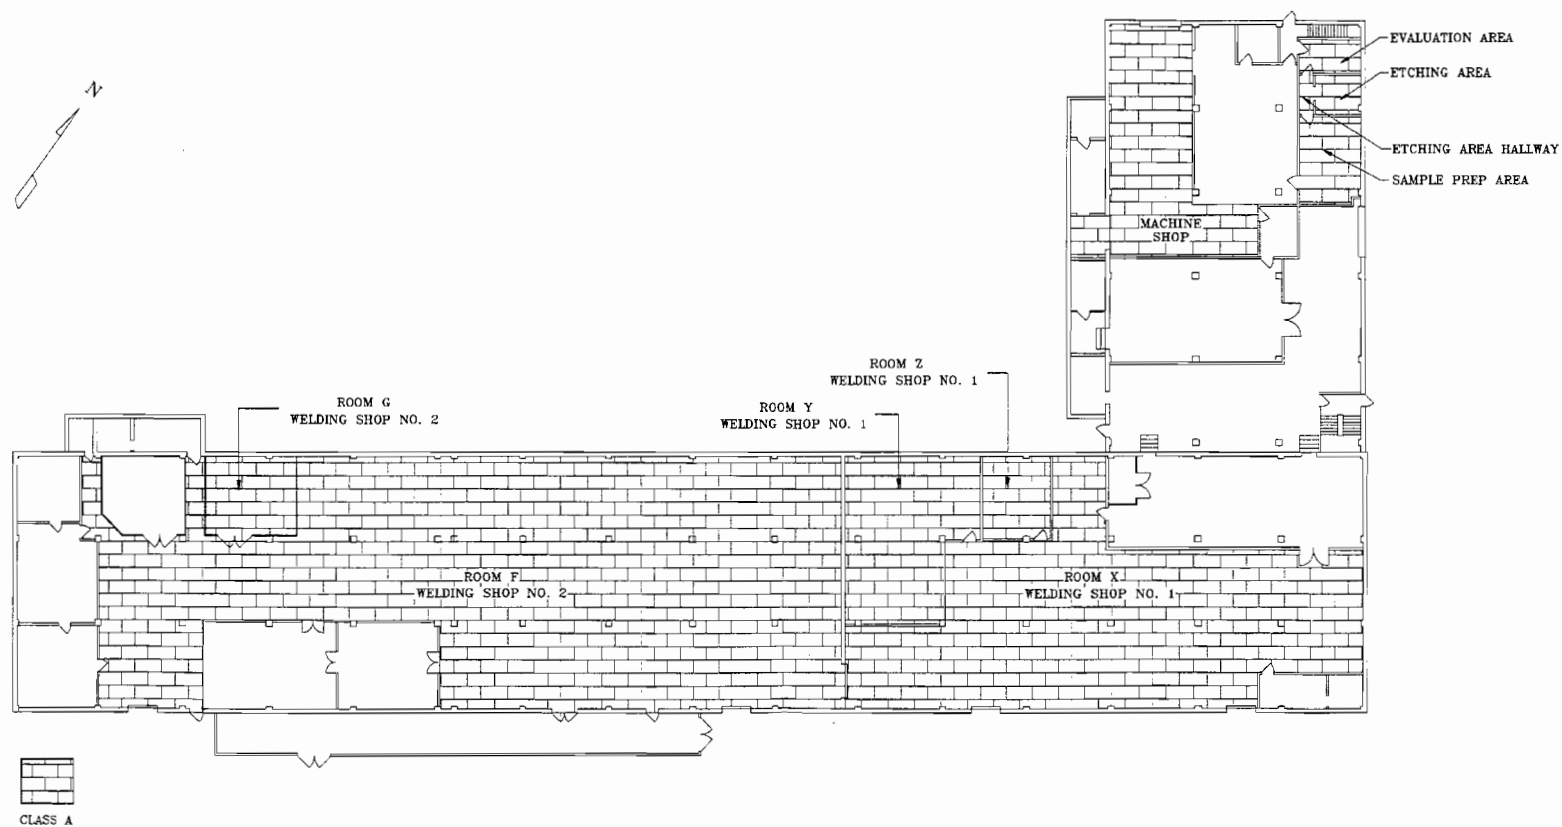 EVALUATION AREA
ETCHING AREA
N
ETCHING AREA HALLWAY
SAMPLE PREP AREA
MACHINE
SHOP
ROOM Z
WELDING SHOP NO. 1
ROOM G
WELDING SHOP NO. 2
ROOM Y
WELDING SHOP NO. 1
ROOM F
WELDING SHOP NO. 2
ROOM X
WELDING SHOP NO. 1
CLASS A